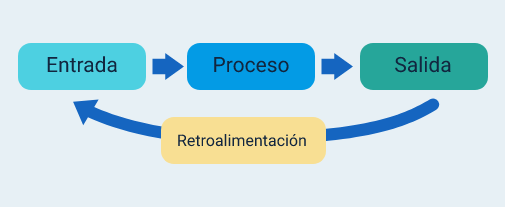 Entrada
Proceso
Salida
Retroalimentación